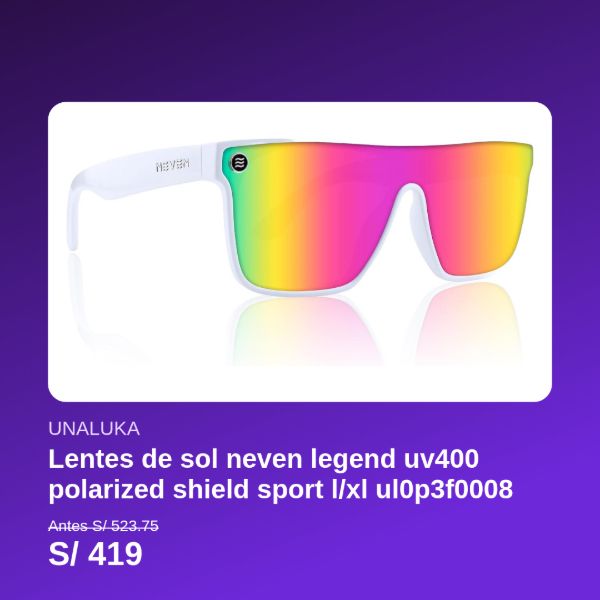 NEVEN
UNALUKA
Lentes de sol neven legend uv400
polarized shield sport l/xl ul0p3f0008
Antes S/ 523.75
S/ 419